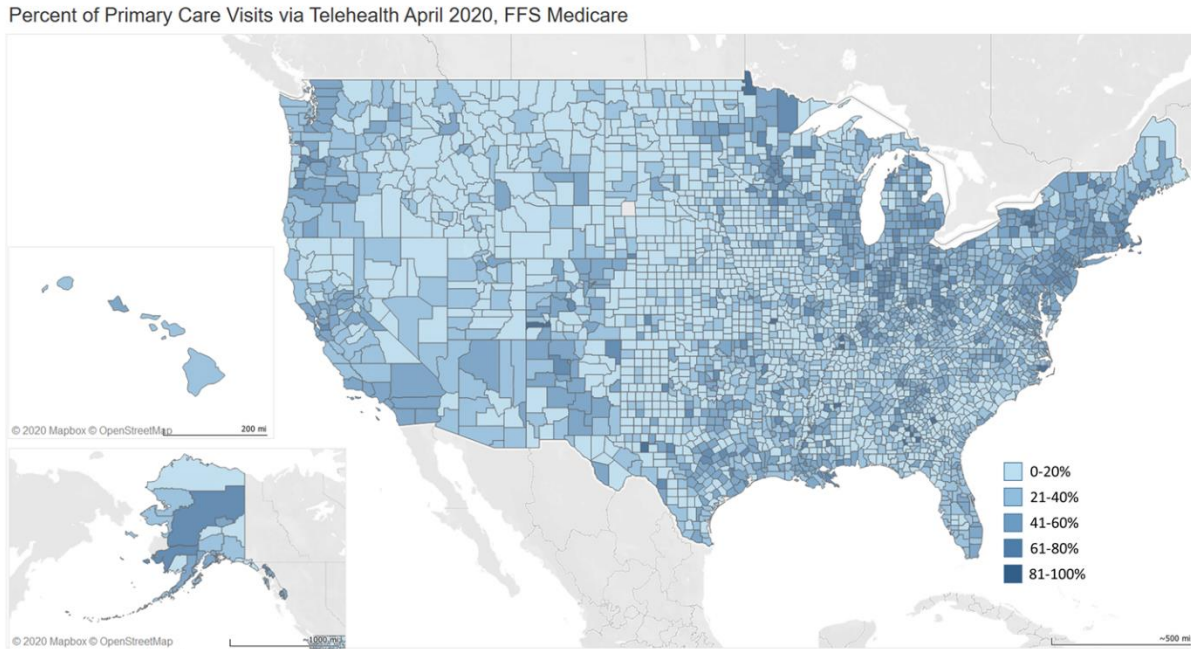 Percent of Primary Care Visits via Telehealth April 2020, FFS Medicare
© 2020 Mapbox © OpenStreetMap
200 mi
0-20%
21-40%
41-60%
61-80%
81-100%
© 2020 Mapbox © OpenStreetMap
~1000 mi
~500 mi